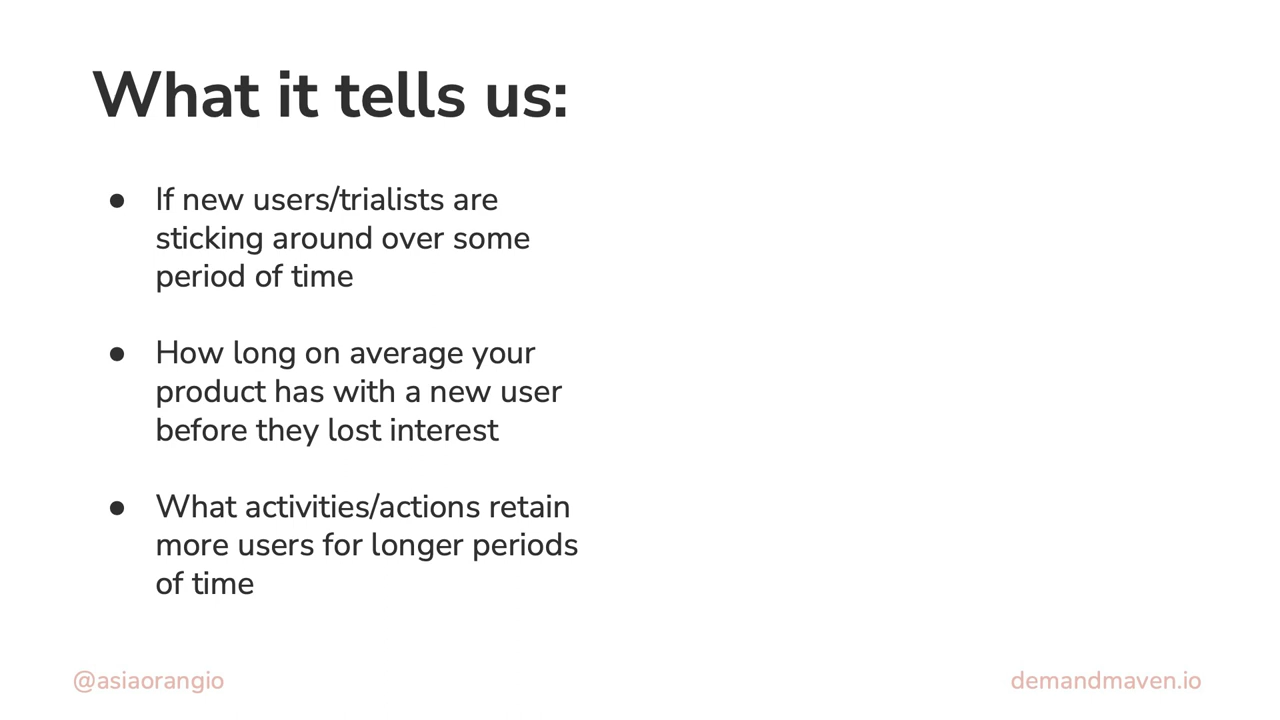 What it tells us:
● If new users/trialists are
sticking around over some
period of time
● How long on average your
product has with a new user
before they lost interest
● What activities/actions retain
more users for longer periods
of time
@asiaorangio
demandmaven.io